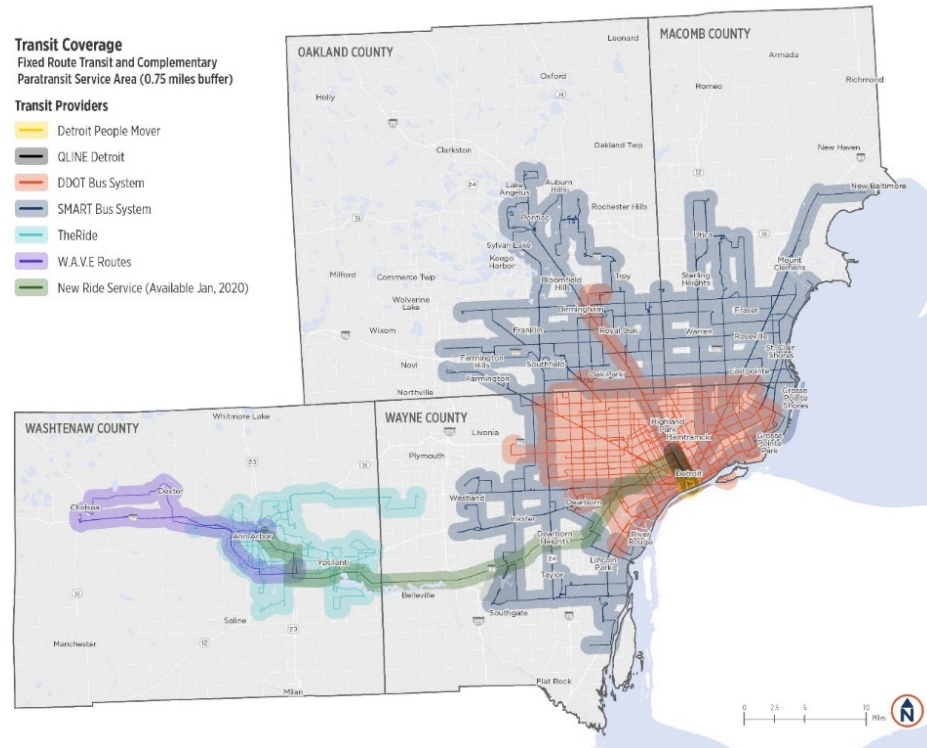 Transit Coverage
Fixed Route Transit and Complementary
Paratransit Service Area (0.75 miles buffer)
Transit Providers
Detroit People Mover
QLINE Detroit
DDOT Bus System
SMART Bus System
TheRide
W.A.V.E Routes
New Ride Service (Available Jan, 2020)
OAKLAND COUNTY
MACOMB COUNTY
Leonard
Armada
Oxford
Romeo
Richmond
Holly
24
Oakland Twp
Clarkston
New Haven
24
53
Lake
Angelus
Auburn
Hills
New Baltimore
Rochester Hills
Pontiac
Utica
Sylvan Lake
Keego
Harbor
Mount
Clemens
Milford
Commerce Twp
Bloomfield
Hills
Troy
Sterling
Heights
Wolverine
Lake
Birmingham
Fraser
Wixom
Franklin
Royal Oak
Warren
Roseville
St. Clair
Shores
Novi
Farmington
Hills
Southfield
Oak Park
Eastpointe
Farmington
Northville
Grosse
Pointe
Shores
WASHTENAW COUNTY
Whitmore Lake
WAYNE COUNTY
Livonia
Highland
Park
Hamtramck
Grosse
Pointe
Park
23
Plymouth
Detroit
Dexter
Westland
Chelsea
Dearborn
Inkster
River
Rouge
Ann Arbor
Dearborn
Heights
Ypsilanti
24
Lincoln
Park
Taylor
Belleville
Southgate
Saline
23
12
Manchester
Flat Rock
Milan
0 2.5 5 10
Miles
N